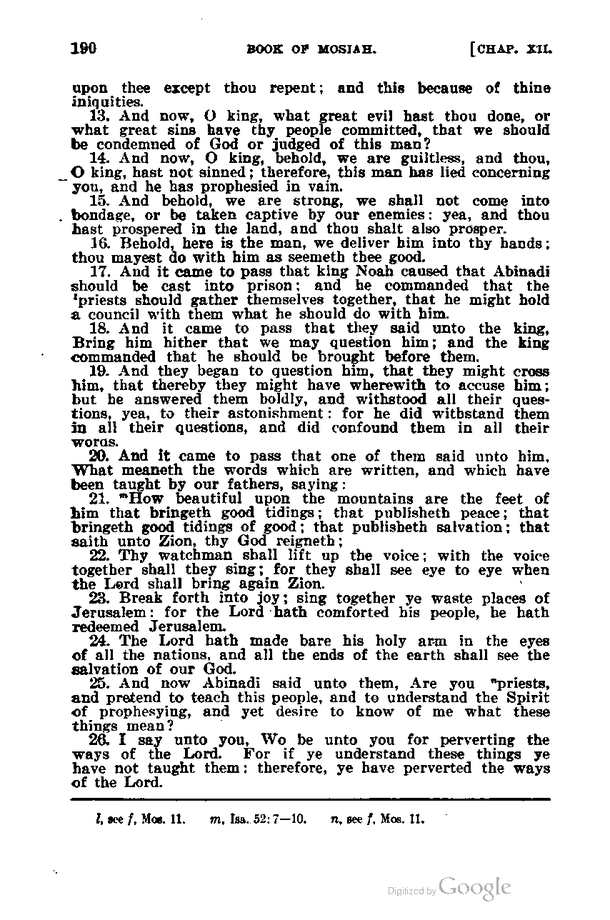 190 BOOK OF MOSIAH. [CHAP. XII.
upon thee except thou repent; and this because of thine
iniquities.
13. And now, O king, what great evil hast thou done, or
what great sins have thy people committed, that we should
be condemned of God or judged of this man?
14. And now, O king, behold, we are guiltless, and thou,
O king, hast not sinned; therefore, this man has lied concerning
you, and he has prophesied in vain.
15. And behold, we are strong, we shall not come into
bondage, or be taken captive by our enemies: yea, and thou
hast prospered in the land, and thou shalt also prosper.
16. Behold, here is the man, we deliver him into thy hands;
thou mayest do with him as seemeth thee good.
17. And it came to pass that king Noah caused that Abinadi
should be cast into prison; and he commanded that the
lpriests should gather themselves together, that he might hold
a council with them what he should do with him.
18. And it came to pass that they said unto the king,
Bring him hither that we may question him; and the king
commanded that he should be brought before them.
19. And they began to question him, that they might cross
him, that thereby they might have wherewith to accuse him;
but he answered them boldly, and withstood all their ques-
tions, yea, to their astonishment: for he did withstand them
in all their questions, and did confound them in all their
words.
20. And it came to pass that one of them said unto him,
What meaneth the words which are written, and which have
been taught by our fathers, saying:
21. mHow beautiful upon the mountains are the feet of
him that bringeth good tidings; that publisheth peace; that
bringeth good tidings of good; that publisheth salvation; that
saith unto Zion, thy God reigneth;
22. Thy watchman shall lift up the voice; with the voice
together shall they sing; for they shall see eye to eye when
the Lord shall bring again Zion.
23. Break forth into joy; sing together ye waste places of
Jerusalem: for the Lord hath comforted his people, he hath
redeemed Jerusalem.
24. The Lord hath made bare his holy arm in the eyes
of all the nations, and all the ends of the earth shall see the
salvation of our God.
25. And now Abinadi said unto them, Are you npriests,
and pretend to teach this people, and to understand the Spirit
of prophesying, and yet desire to know of me what these
things mean?
26. I say unto you, Wo be unto you for perverting the
ways of the Lord. For if ye understand these things ye
have not taught them: therefore, ye have perverted the ways
of the Lord.
l, see f, Mos. 11. m, Isa. 52:7—10. n, see f, Mos. 11.
Digitized by Google